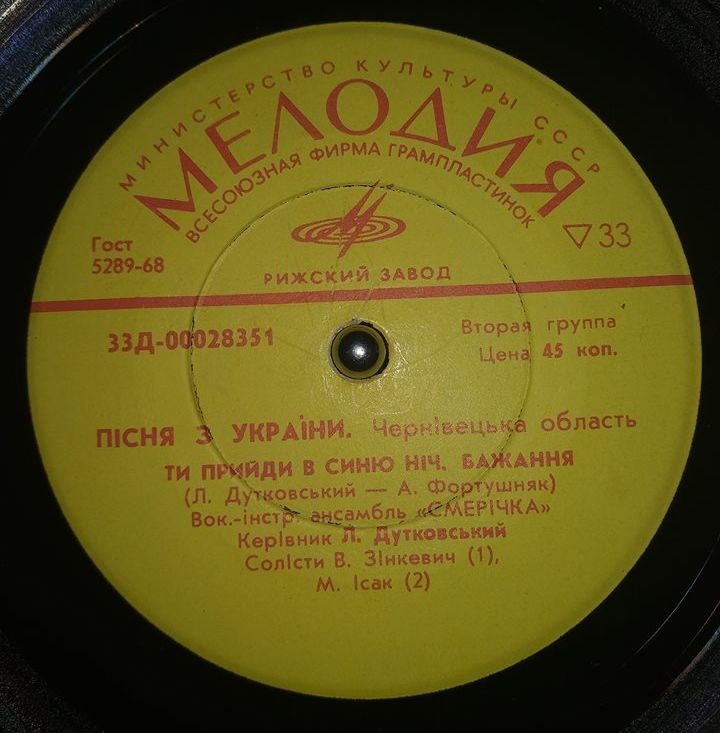 МИНИСТЕРСТВО КУЛЬТУРЫ СССР
МЕЛОДИЯ
ВСЕСОЮЗНАЯ ФИРМА ГРАМПЛАСТИНОК
Гост
5289-68
▽33
РИЖСКИЙ ЗАВОД
33Д-00028351
Вторая группа
Цена 45 коп.
ПІСНЯ З УКРАЇНИ. Чернівецька область
ТИ ПРИЙДИ В СИНЮ НІЧ. БАЖАННЯ
(Л. Дутковський — А. Фортушняк)
Вок.-інстр. ансамбль «СМЕРІЧКА»
Керівник Л. Дутковський
Солісти В. Зінкевич (1),
М. Ісак (2)